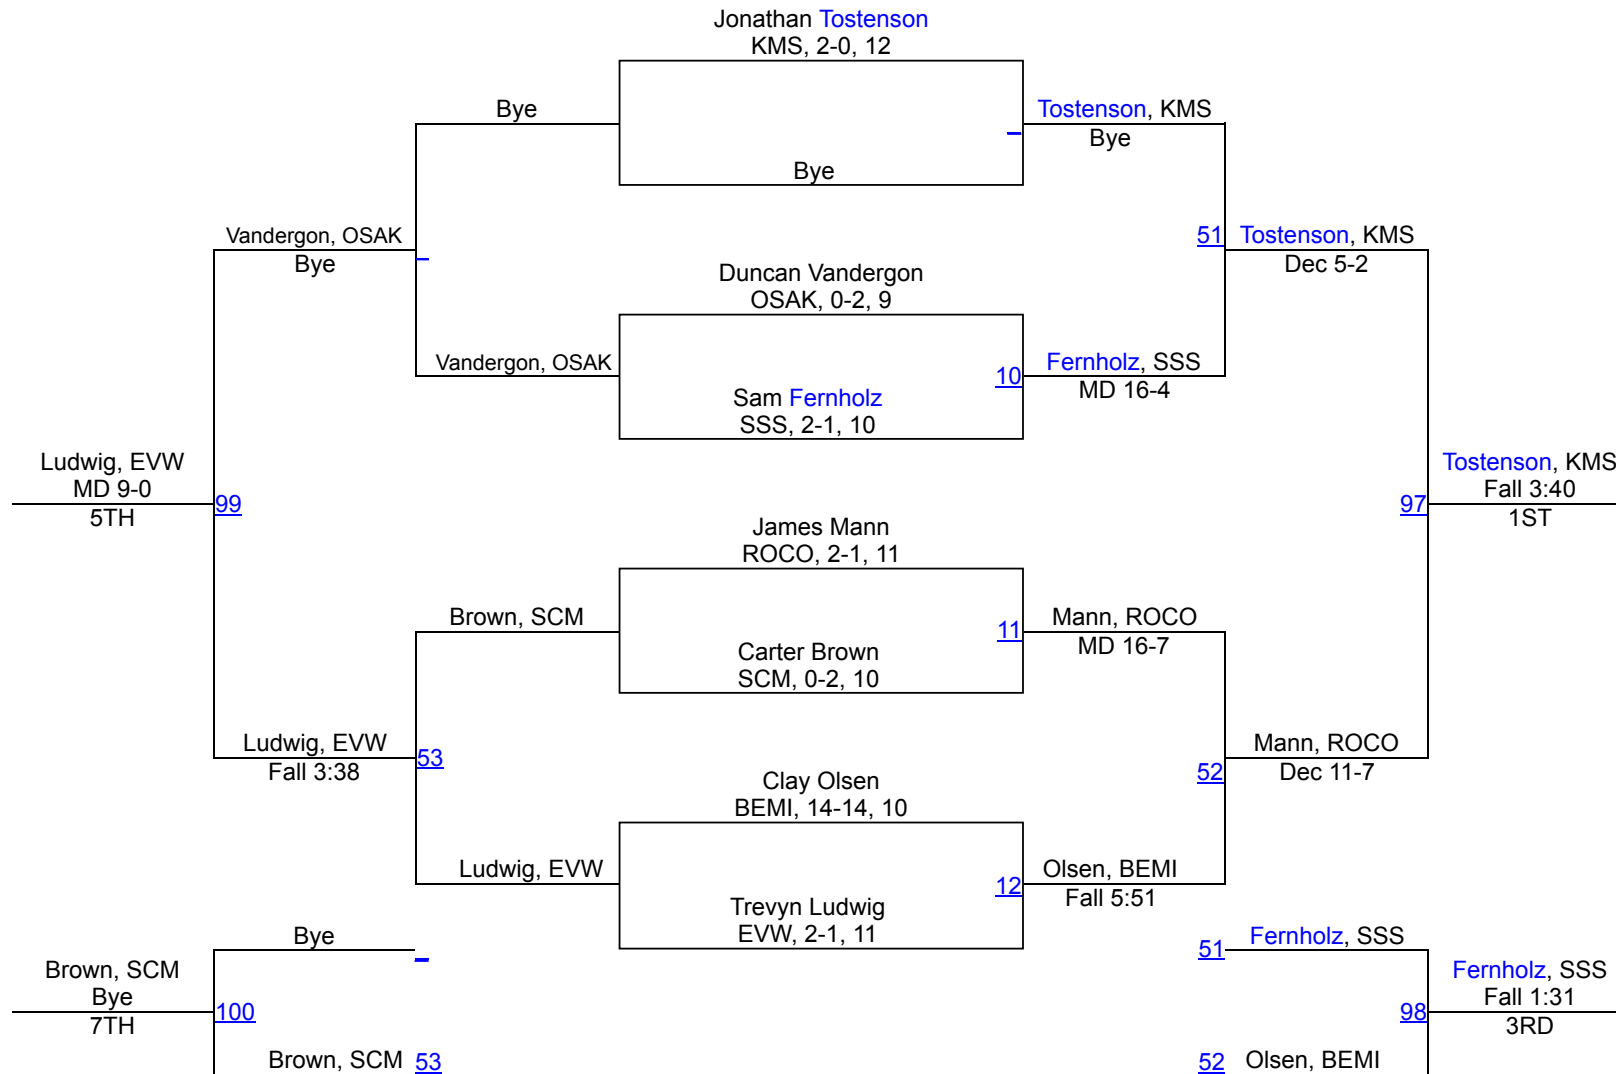 Jonathan Tostenson
KMS, 2-0, 12
Bye
Tostenson, KMS
Bye
Bye
Vandergon, OSAK
Bye
51
Tostenson, KMS
Dec 5-2
Duncan Vandergon
OSAK, 0-2, 9
Vandergon, OSAK
10
Fernholz, SSS
MD 16-4
Sam Fernholz
SSS, 2-1, 10
Ludwig, EVW
MD 9-0
5TH
99
97
Tostenson, KMS
Fall 3:40
1ST
James Mann
ROCO, 2-1, 11
Brown, SCM
11
Mann, ROCO
MD 16-7
Carter Brown
SCM, 0-2, 10
Ludwig, EVW
Fall 3:38
53
52
Mann, ROCO
Dec 11-7
Clay Olsen
BEMI, 14-14, 10
Ludwig, EVW
12
Olsen, BEMI
Fall 5:51
Trevyn Ludwig
EVW, 2-1, 11
Bye
51
Fernholz, SSS
Brown, SCM
Bye
7TH
100
98
Fernholz, SSS
Fall 1:31
3RD
Brown, SCM
53
52
Olsen, BEMI